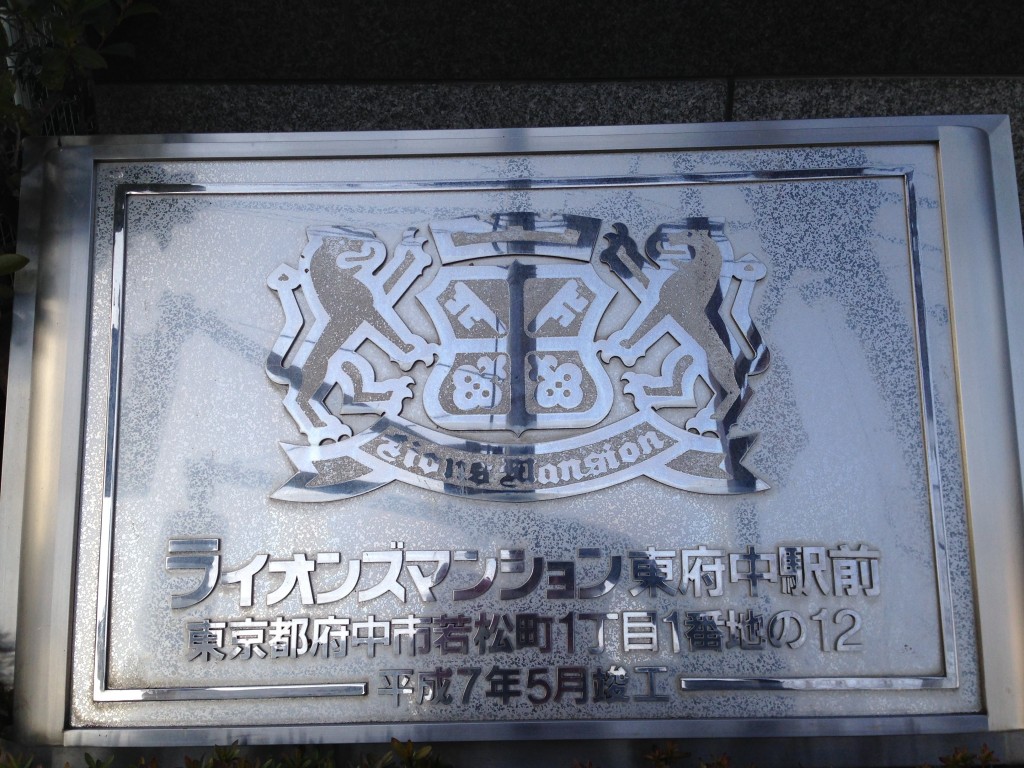 Lions Mansion
ライオンズマンション東府中駅前
東京都府中市若松町1丁目1番地の12
平成7年5月竣工